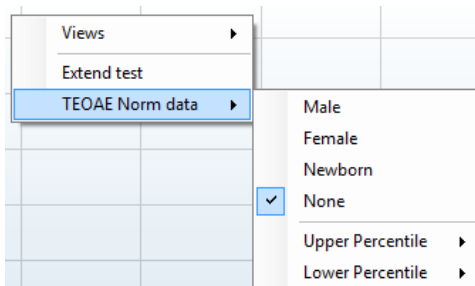 Views
Extend test
TEOAE Norm data
Male
Female
Newborn
None
Upper Percentile
Lower Percentile